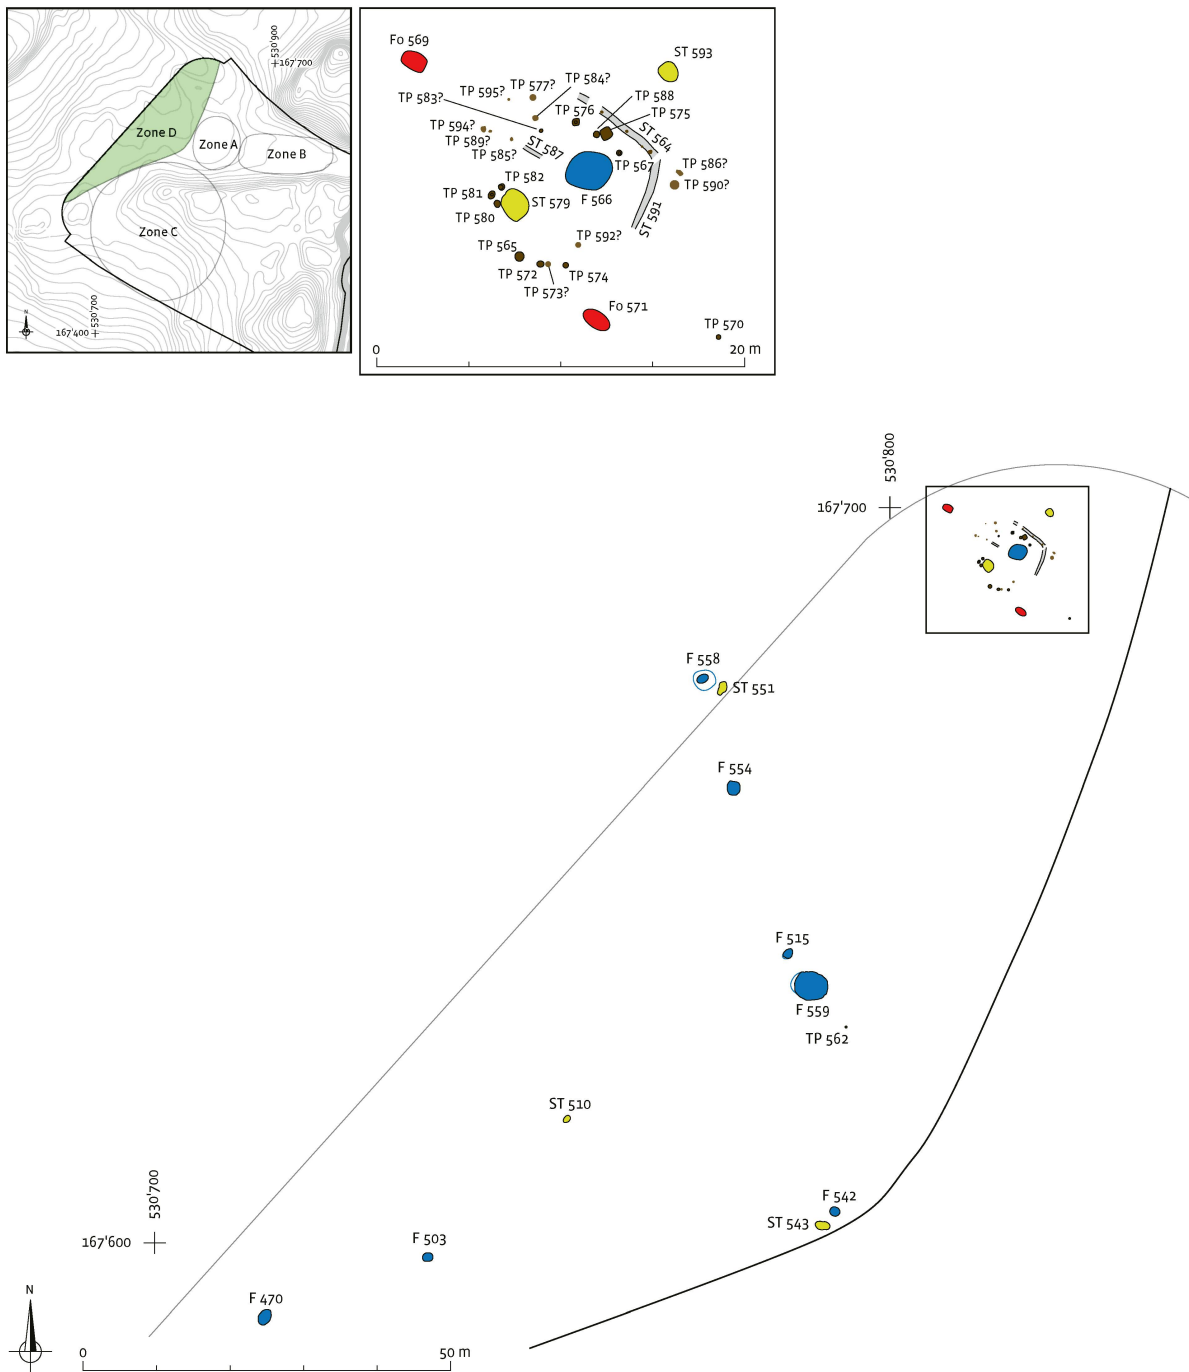 530'900
167'700
Zone D
Zone A
Zone B
Zone C
530'700
167'400
Fo 569
ST 593
TP 584?
TP 577?
TP 595?
TP 588
TP 583?
TP 576
TP 575
TP 594?
ST 564
TP 589?
ST 587
TP 585?
TP 567
TP 586?
TP 582
TP 590?
TP 581
ST 579
F 566
TP 580
ST 591
TP 592?
TP 565
TP 572
TP 574
TP 573?
Fo 571
TP 570
0
20 m
530'800
167'700
F 558
ST 551
F 554
F 515
F 559
TP 562
ST 510
530'700
F 542
ST 543
167'600
F 503
N
F 470
0
50 m